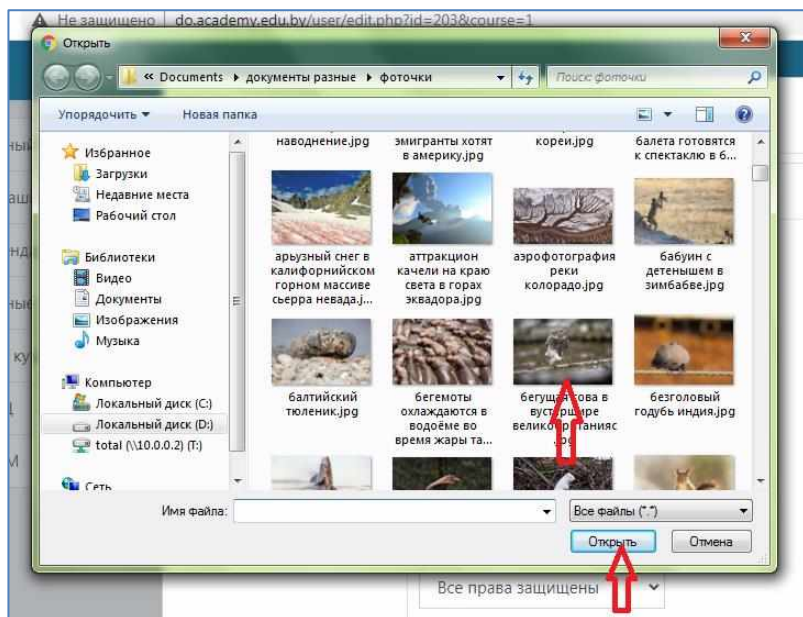 Не защищено do.academy.edu.by/user/edit.php?id=203&course=1
Открыть
« Documents документы разные фоточки
Поиск: фоточки
Упорядочить Новая папка
Избранное
Загрузки
Недавние места
Рабочий стол
Библиотеки
Видео
Документы
Изображения
Музыка
Компьютер
Локальный диск (C:)
Локальный диск (D:)
total (\\10.0.0.2) (T:)
Сеть
наводнение.jpg
эмигранты хотят
в америку.jpg
кореи.jpg
балета готовятся
к спектаклю в б...
арьузный снег в
калифорнийском
горном массиве
сьерра невада.j...
аттракцион
качели на краю
света в горах
эквадора.jpg
аэрофотография
реки
колорадо.jpg
бабуин с
детенышем в
зимбабве.jpg
балтийский
тюленик.jpg
бегемоты
охлаждаются в
водоёме во
время жары та...
бегущая сова в
вустершире
великобританияс
.jpg
безголовый
годубь индия.jpg
Имя файла:
Все файлы (*.*)
Открыть Отмена
Все права защищены